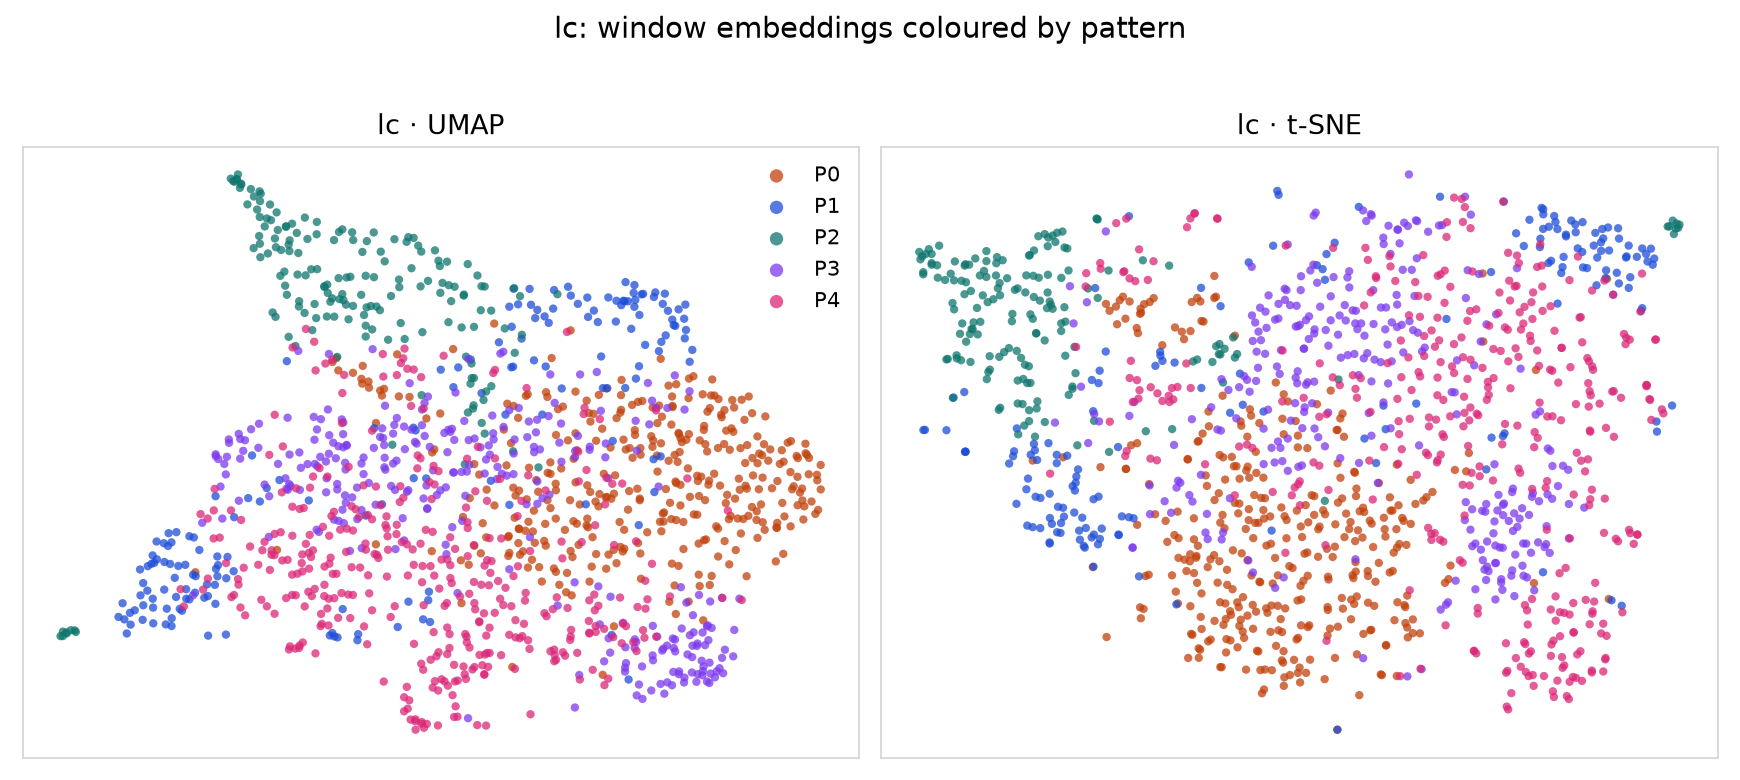 lc: window embeddings coloured by pattern
lc · UMAP
P0
P1
P2
P3
P4
lc · t-SNE